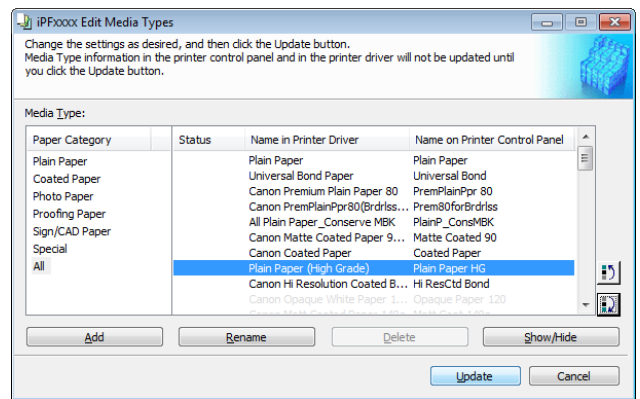 iPFxxxx Edit Media Types
Change the settings as desired, and then click the Update button.
Media Type information in the printer control panel and in the printer driver will not be updated until
you click the Update button.
Media Type:
Paper Category Status Name in Printer Driver Name on Printer Control Panel
Plain Paper Plain Paper Plain Paper
Coated Paper Universal Bond Paper Universal Bond
Photo Paper Canon Premium Plain Paper 80 PremPlainPpr 80
Proofing Paper Canon PremPlainPpr80(Brdrlss... Prem80forBrdrlss
Sign/CAD Paper All Plain Paper_Conserve MBK PlainP_ConsMBK
Special Canon Matte Coated Paper 9... Matte Coated 90
All Canon Coated Paper Coated Paper
Plain Paper (High Grade) Plain Paper HG
Canon Hi Resolution Coated B... Hi ResCtd Bond
Canon Opaque White Paper 1... Opaque Paper 120
Add Rename Delete Show/Hide
Update Cancel